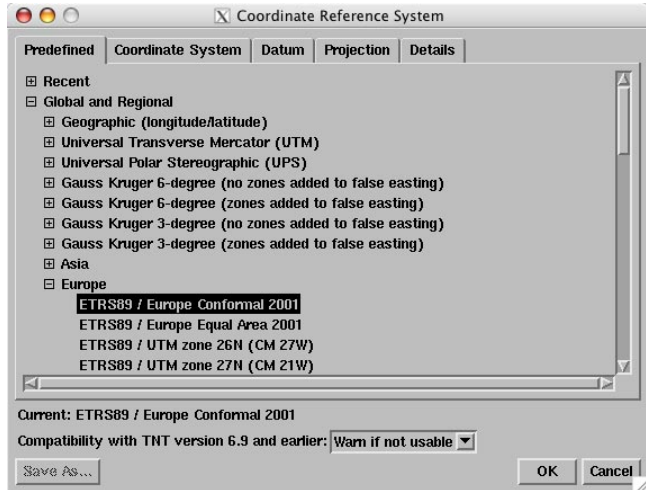 Coordinate Reference System
Predefined Coordinate System Datum Projection Details
Recent
Global and Regional
Geographic (longitude/latitude)
Universal Transverse Mercator (UTM)
Universal Polar Stereographic (UPS)
Gauss Kruger 6-degree (no zones added to false easting)
Gauss Kruger 6-degree (zones added to false easting)
Gauss Kruger 3-degree (no zones added to false easting)
Gauss Kruger 3-degree (zones added to false easting)
Asia
Europe
ETRS89 / Europe Conformal 2001
ETRS89 / Europe Equal Area 2001
ETRS89 / UTM zone 26N (CM 27W)
ETRS89 / UTM zone 27N (CM 21W)
Current: ETRS89 / Europe Conformal 2001
Compatibility with TNT version 6.9 and earlier: Warn if not usable
Save As... OK Cancel